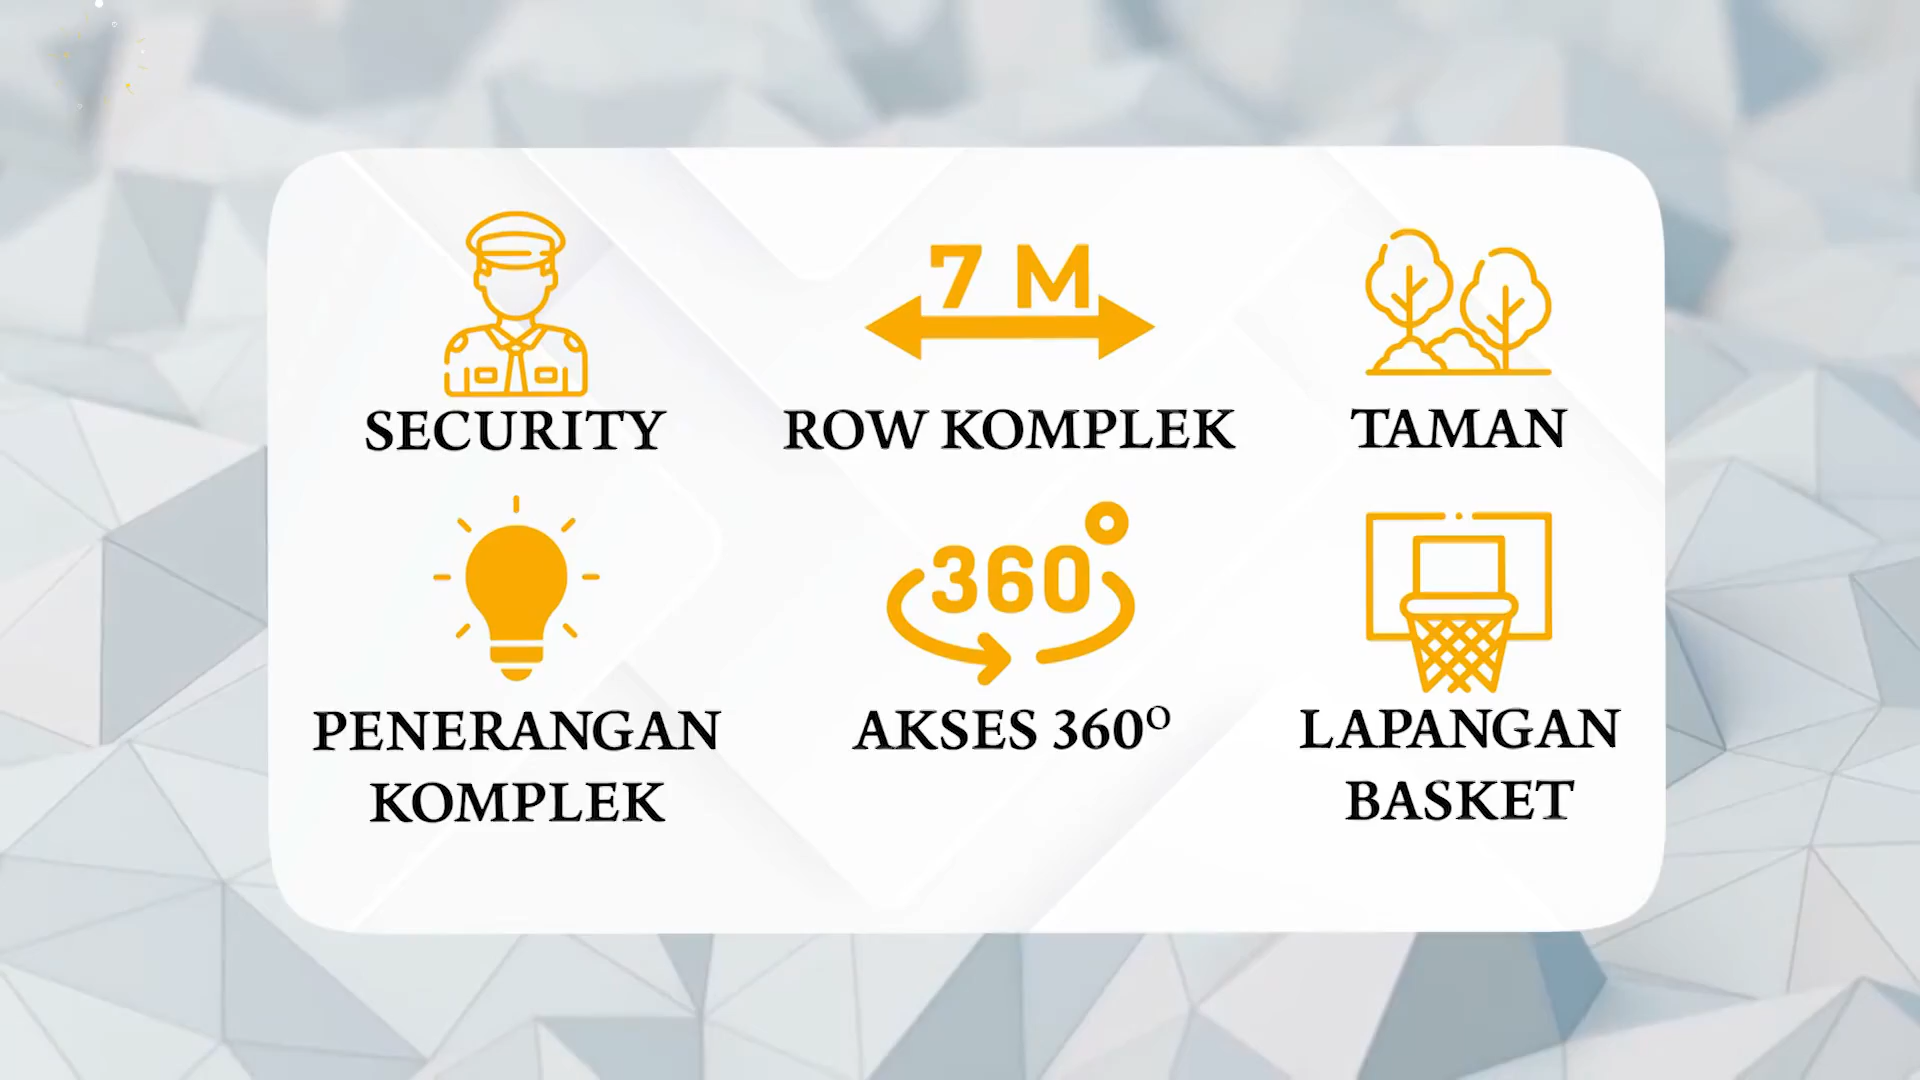 7 M
SECURITY
ROW KOMPLEK
TAMAN
360°
PENERANGAN
KOMPLEK
AKSES 360°
LAPANGAN
BASKET